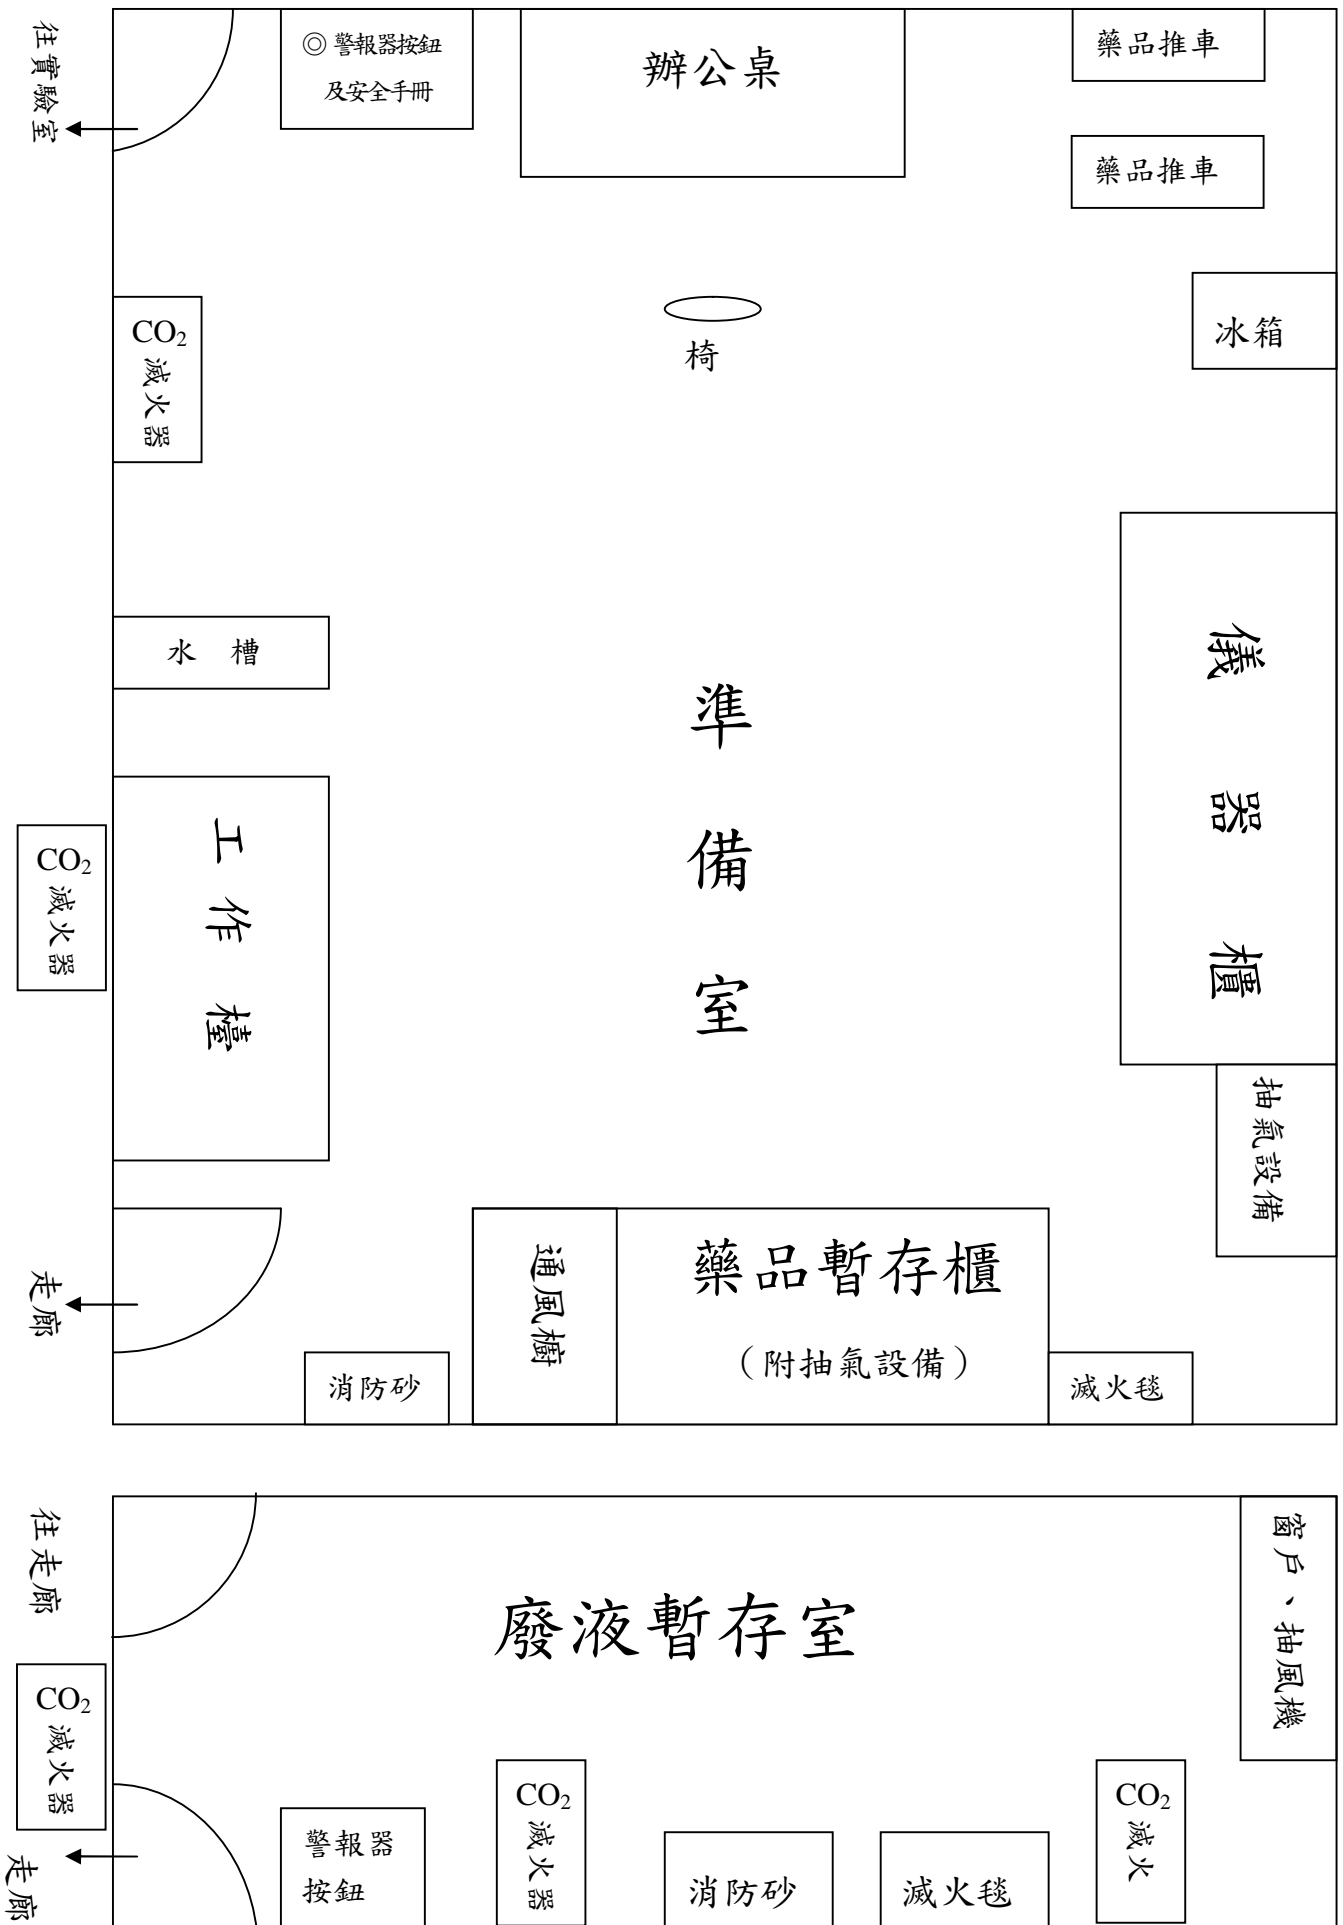 往實驗室
◎ 警報器按鈕
及安全手冊
辦公桌
藥品推車
藥品推車
CO₂
滅火器
椅
冰箱
水 槽
準備室
儀器櫃
CO₂
滅火器
工作檯
抽氣設備
走廊
消防砂
通風櫥
藥品暫存櫃
（附抽氣設備）
滅火毯
往走廊
廢液暫存室
窗戶、抽風機
CO₂
滅火器
走廊
警報器
按鈕
CO₂
滅火器
消防砂
滅火毯
CO₂
滅火